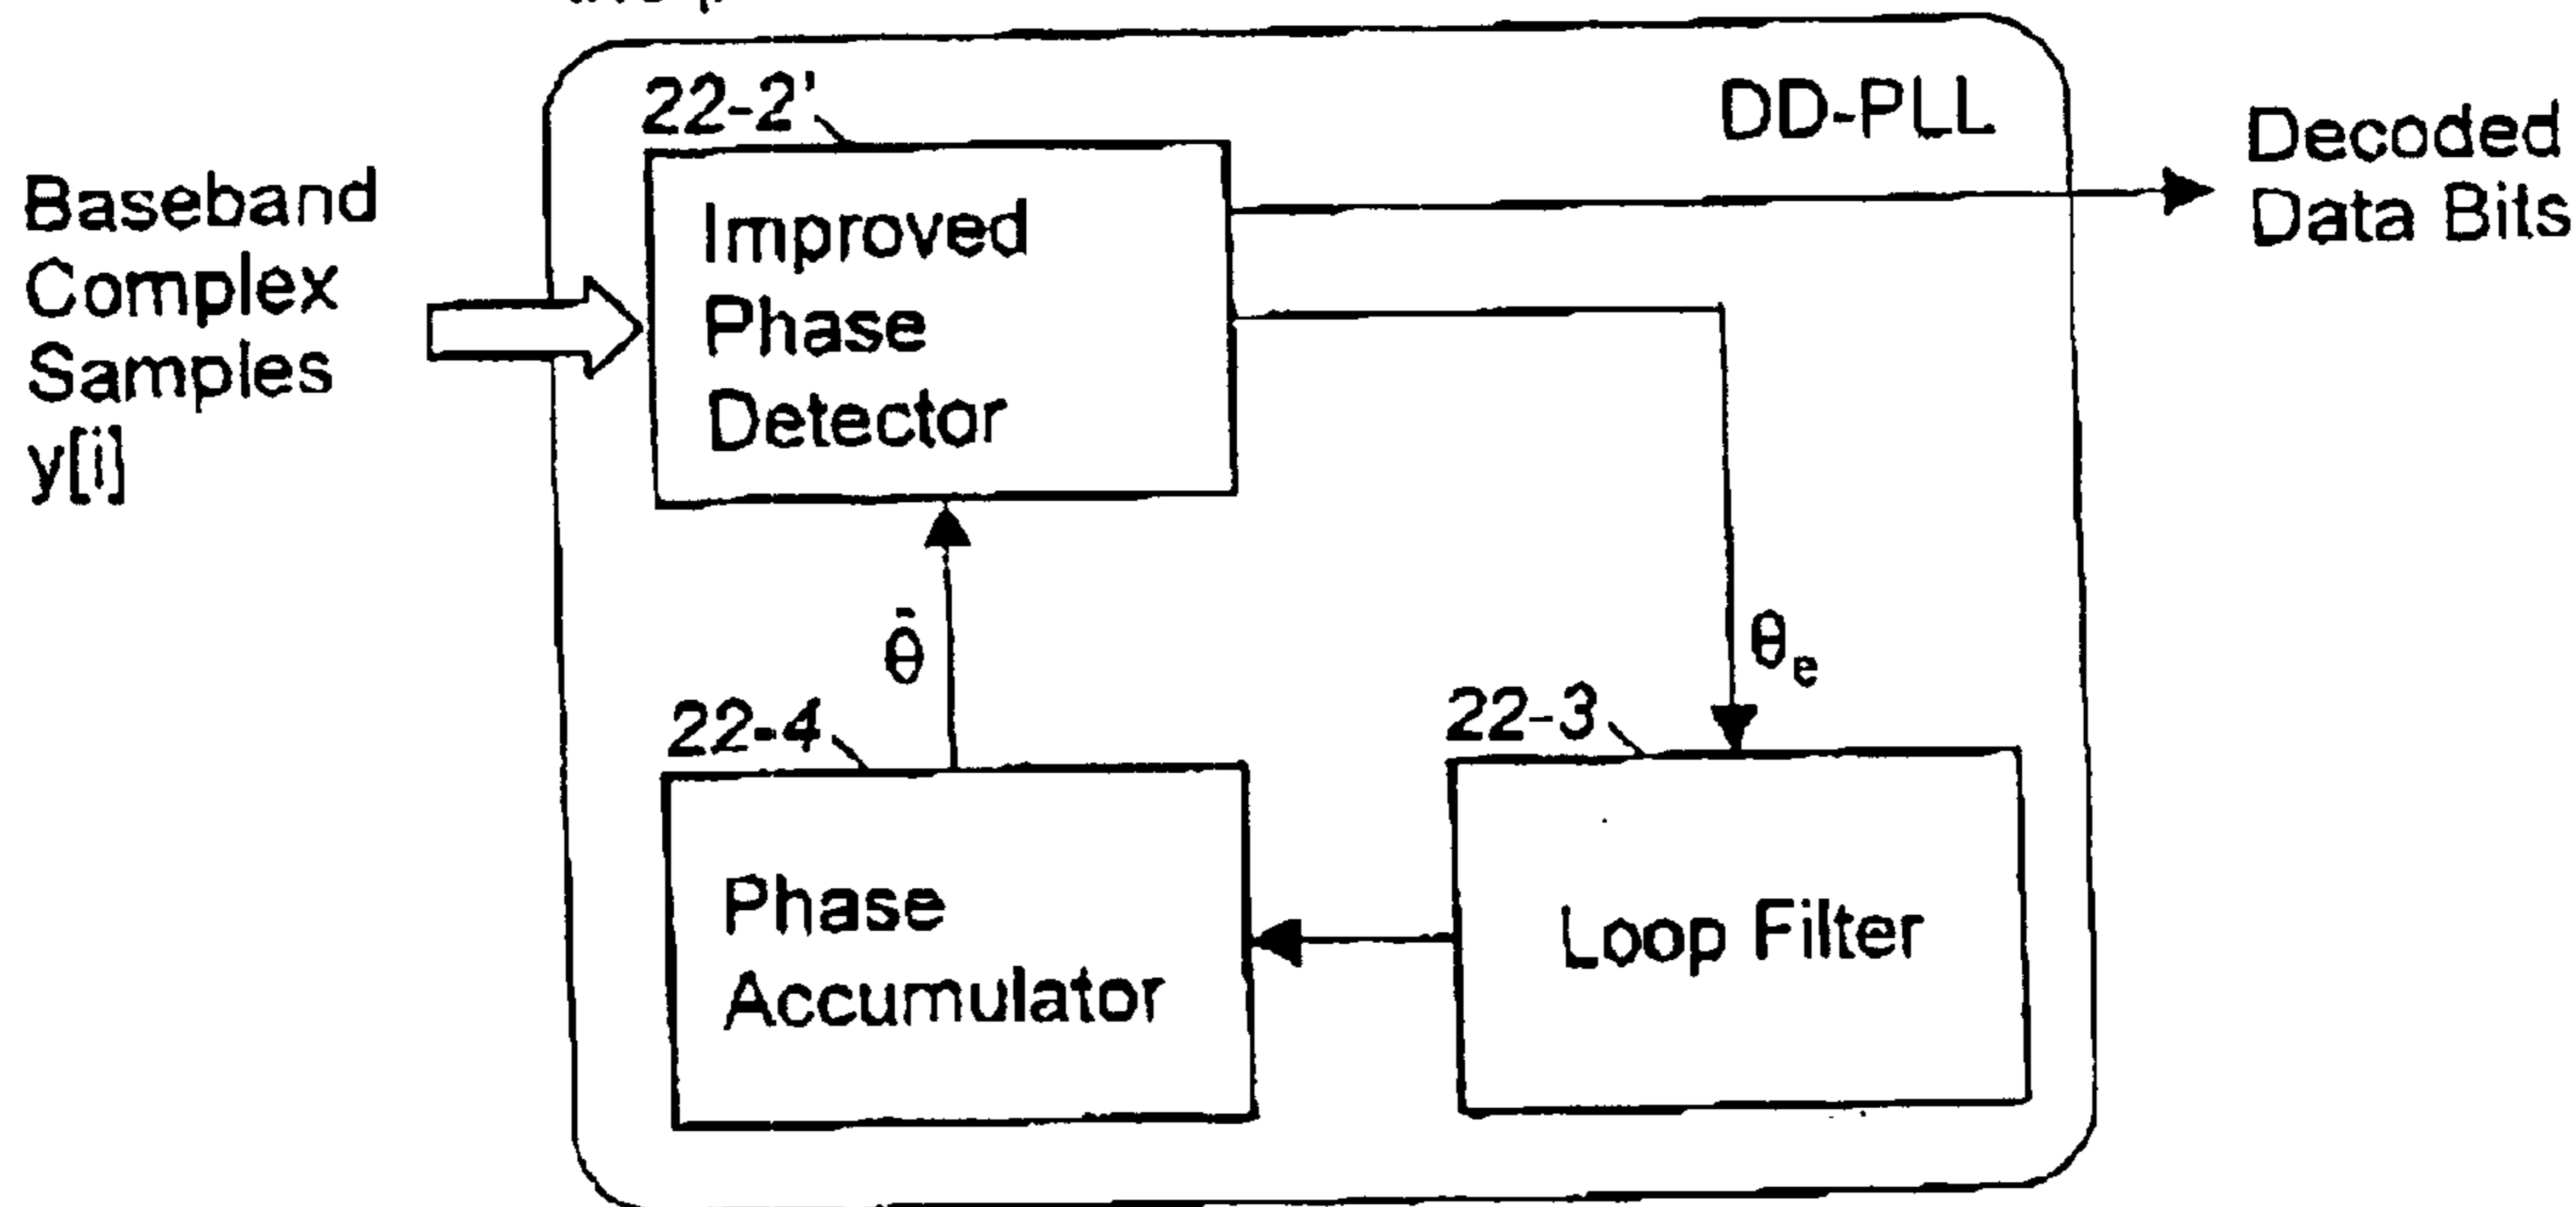 22-2'
DD-PLL
Baseband
Complex
Samples
y[i]
Improved
Phase
Detector
Decoded
Data Bits
θ̄
θe
22-4
22-3
Phase
Accumulator
Loop Filter